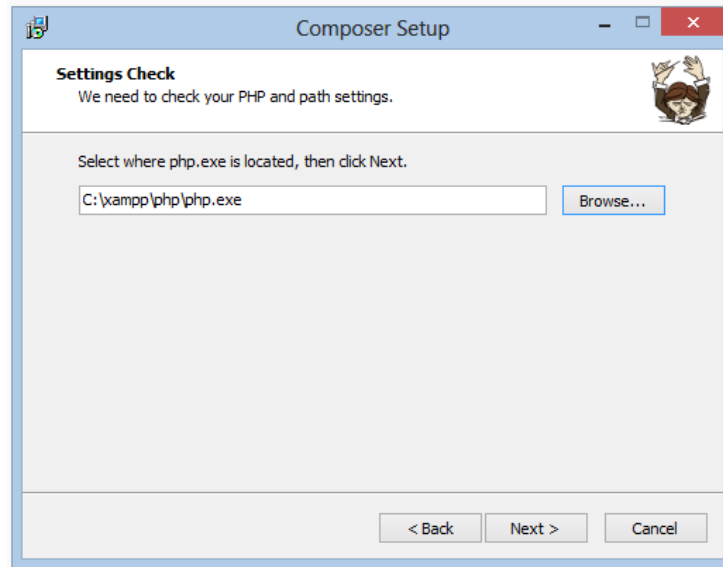 Composer Setup
Settings Check
We need to check your PHP and path settings.
Select where php.exe is located, then click Next.
C:\xampp\php\php.exe
Browse...
< Back
Next >
Cancel